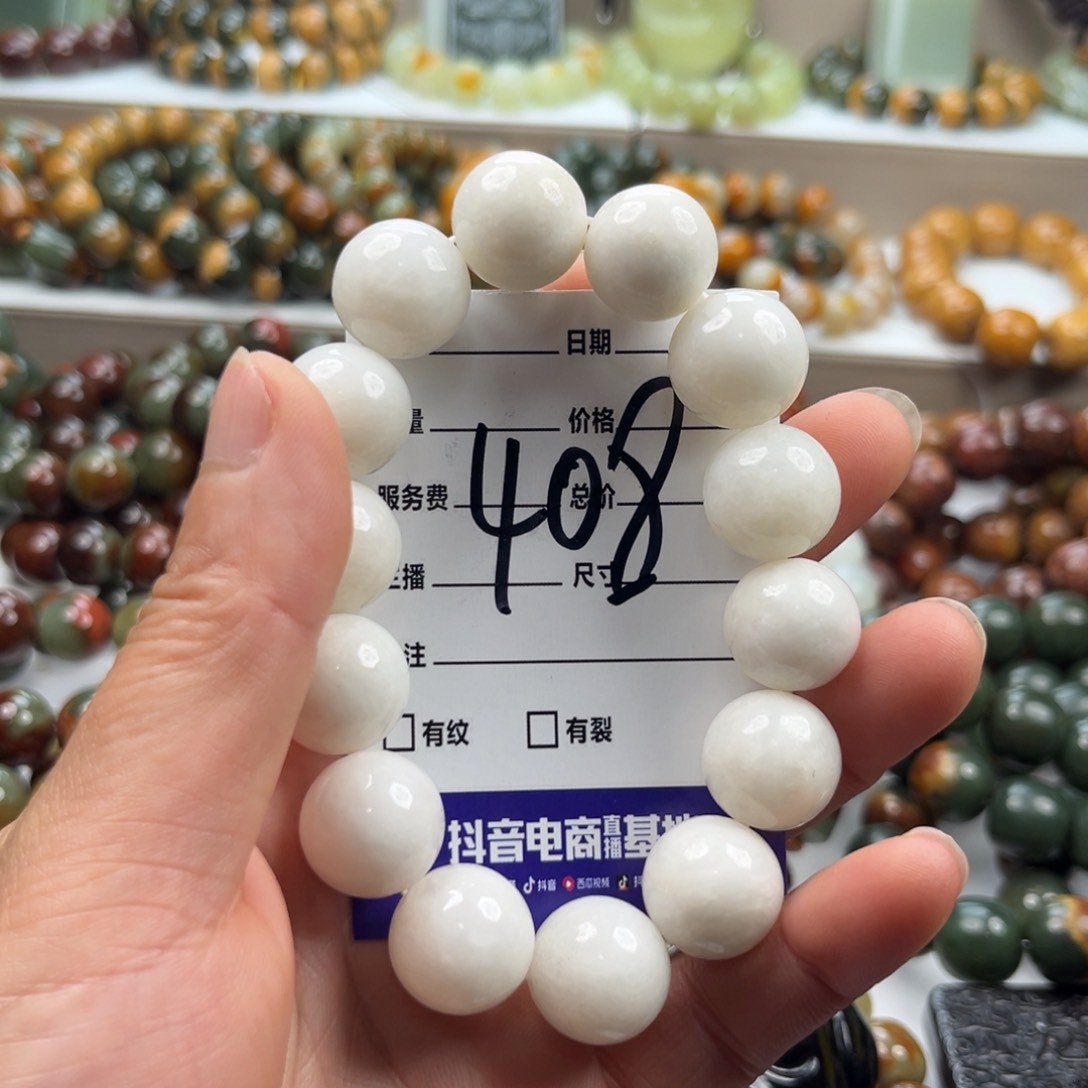 日期
量 价格
408
服务费 总价
播 尺寸
注
有纹 有裂
抖音电商直播基地
抖音 西瓜视频 抖